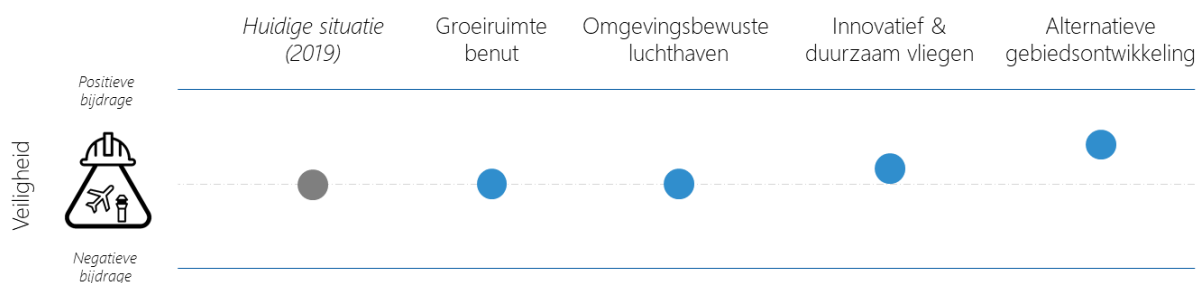 Huidige situatie
(2019)
Groeiruimte
benut
Omgevingsbewuste
luchthaven
Innovatief &
duurzaam vliegen
Alternatieve
gebiedsontwikkeling
Positieve
bijdrage
Veiligheid
Negatieve
bijdrage